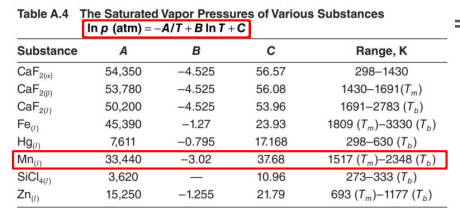 Table A.4 The Saturated Vapor Pressures of Various Substances
ln p (atm) = –A/T + B ln T + C
Substance A B C Range, K
CaF2(α) 54,350 –4.525 56.57 298–1430
CaF2(β) 53,780 –4.525 56.08 1430–1691(Tm)
CaF2(l) 50,200 –4.525 53.96 1691–2783 (Tb)
Fe(l) 45,390 –1.27 23.93 1809 (Tm)–3330 (Tb)
Hg(l) 7,611 –0.795 17.168 298–630 (Tb)
Mn(l) 33,440 –3.02 37.68 1517 (Tm)–2348 (Tb)
SiCl4(l) 3,620 — 10.96 273–333 (Tb)
Zn(l) 15,250 –1.255 21.79 693 (Tm)–1177 (Tb)